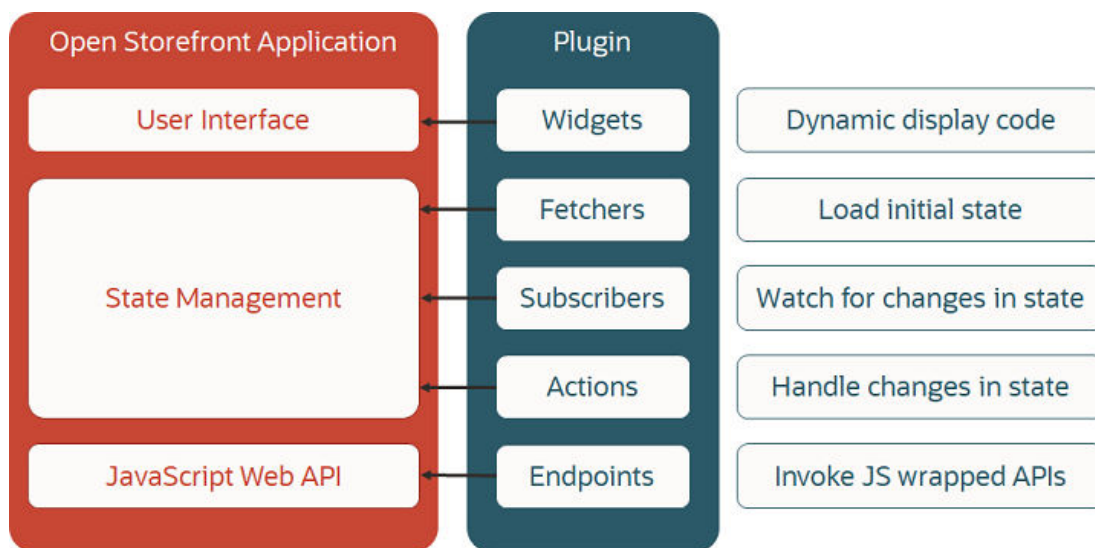 Open Storefront Application
Plugin
User Interface
Widgets
Dynamic display code
Fetchers
Load initial state
State Management
Subscribers
Watch for changes in state
Actions
Handle changes in state
JavaScript Web API
Endpoints
Invoke JS wrapped APIs